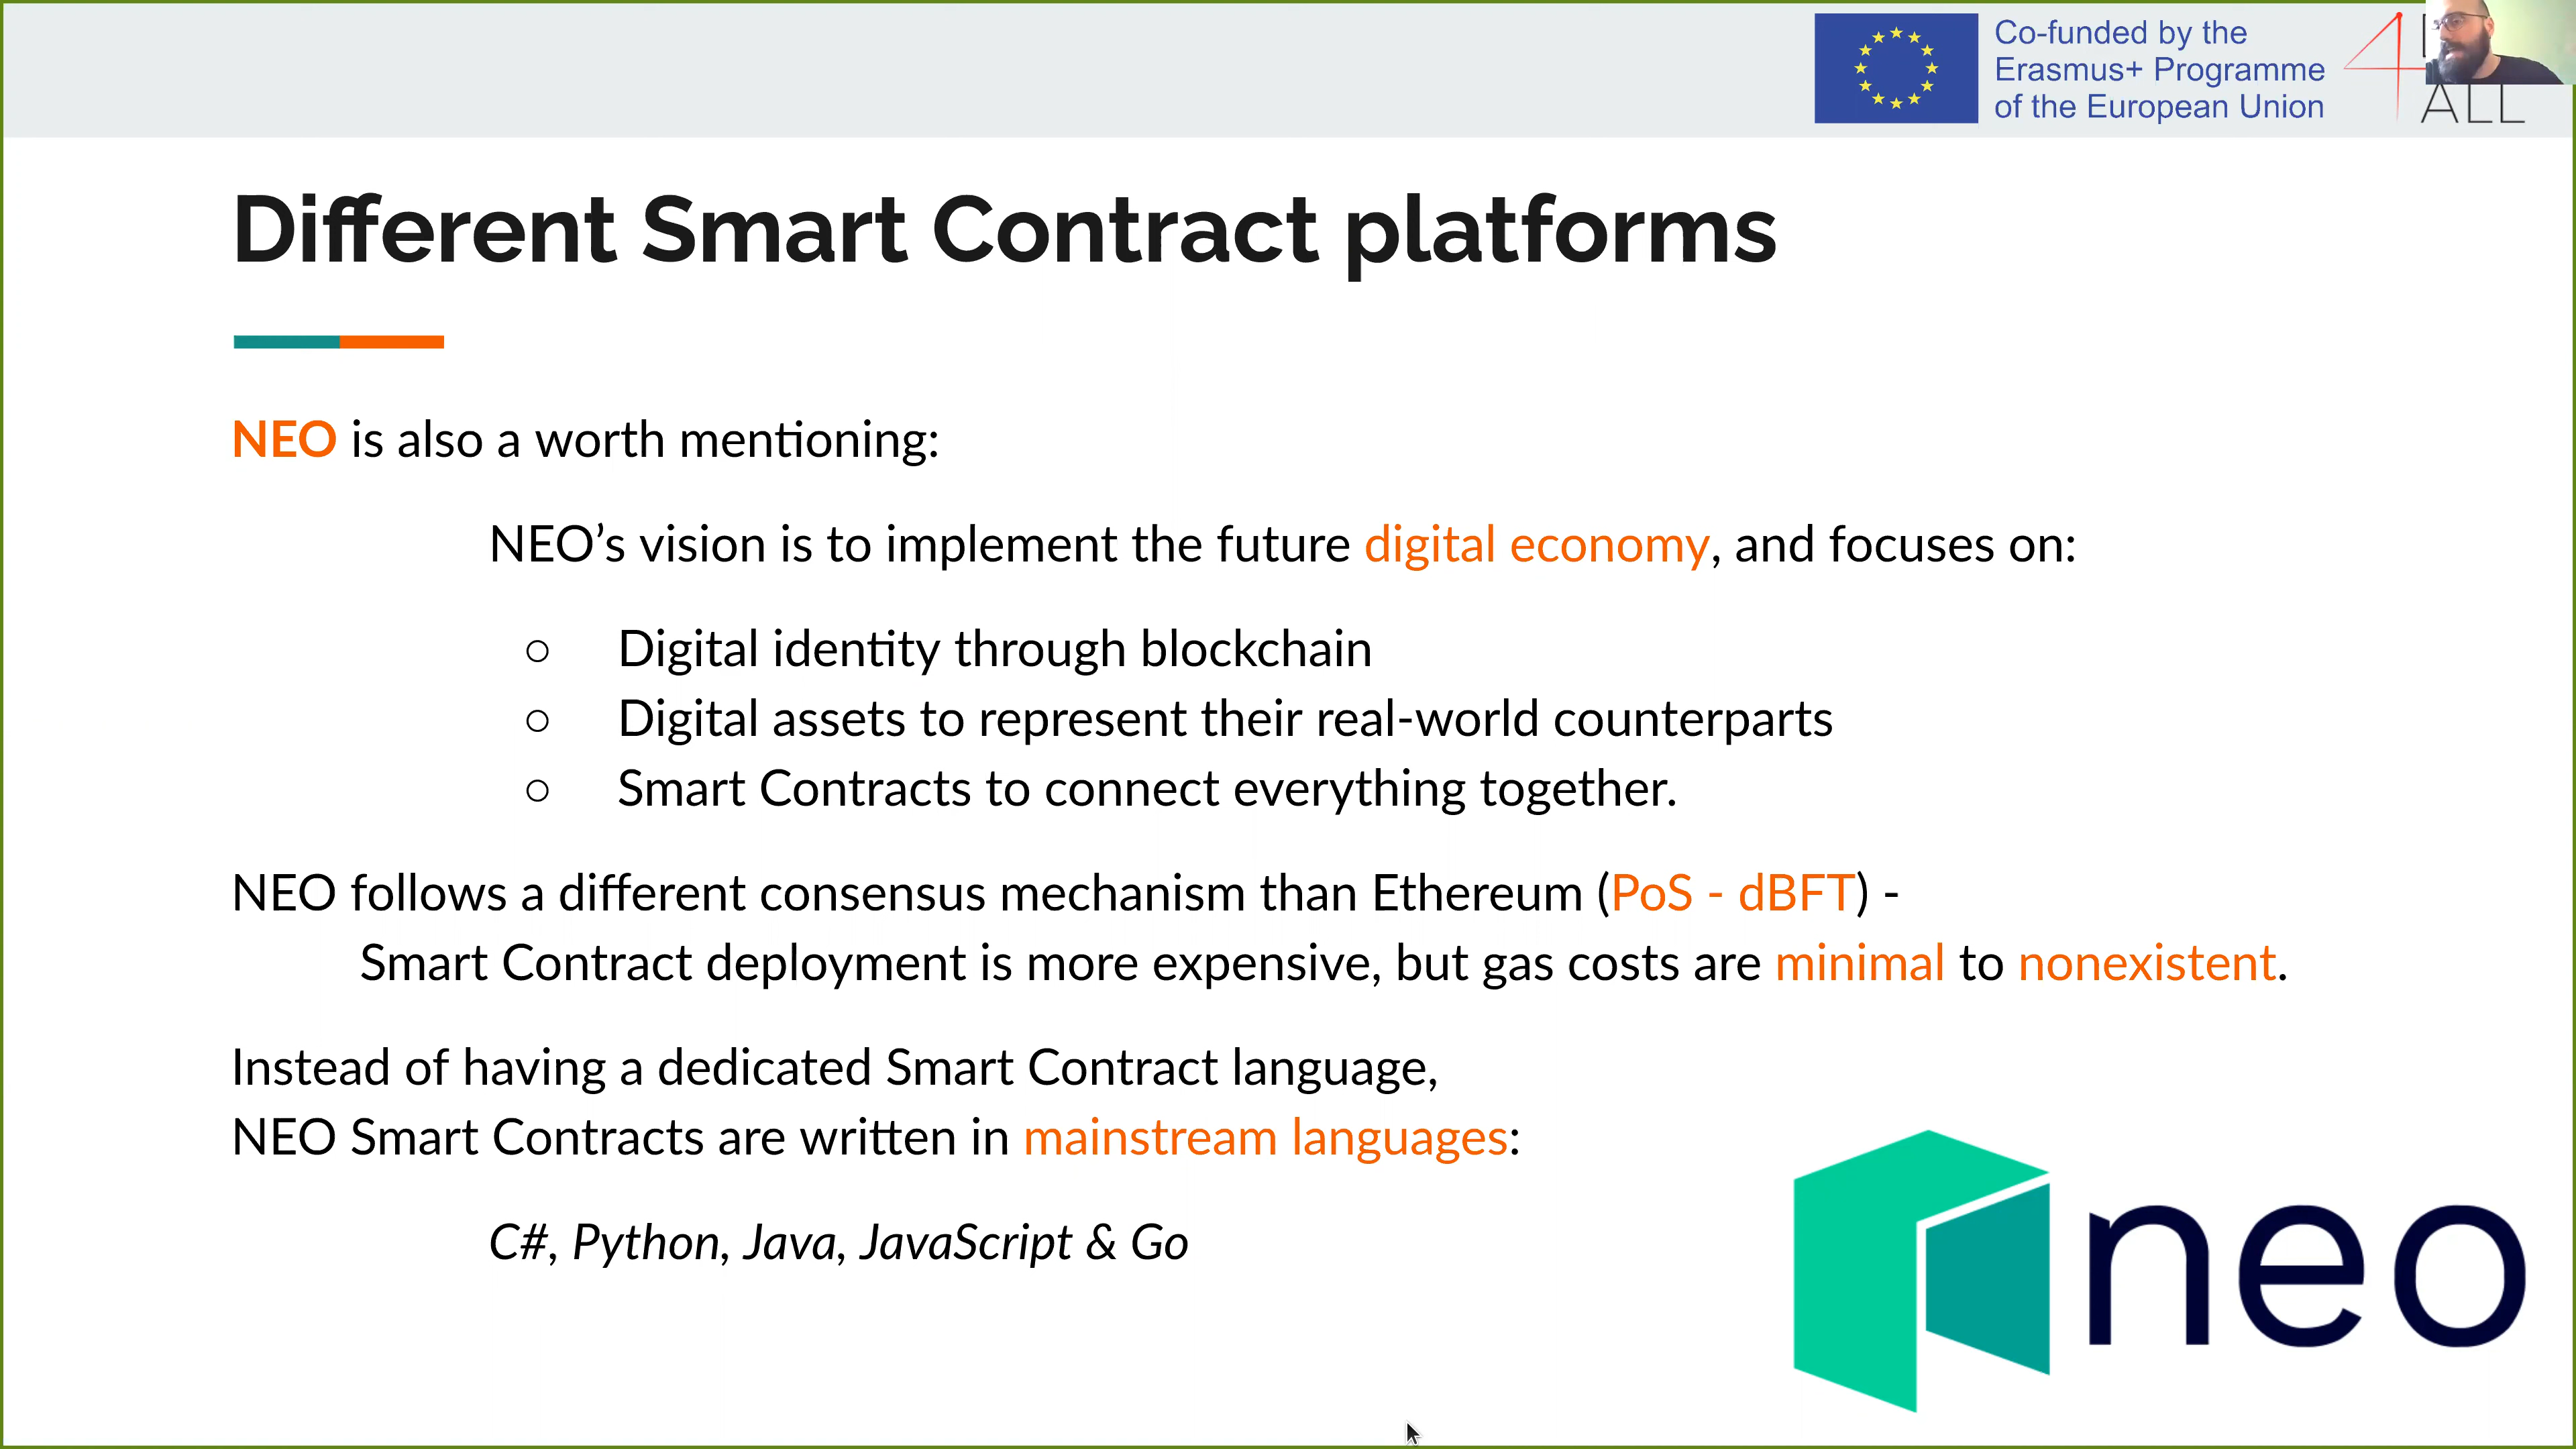 Co-funded by the
Erasmus+ Programme
of the European Union
4
ALL
Different Smart Contract platforms
NEO is also a worth mentioning:
NEO’s vision is to implement the future digital economy, and focuses on:
○ Digital identity through blockchain
○ Digital assets to represent their real-world counterparts
○ Smart Contracts to connect everything together.
NEO follows a different consensus mechanism than Ethereum (PoS - dBFT) -
Smart Contract deployment is more expensive, but gas costs are minimal to nonexistent.
Instead of having a dedicated Smart Contract language,
NEO Smart Contracts are written in mainstream languages:
C#, Python, Java, JavaScript & Go
neo